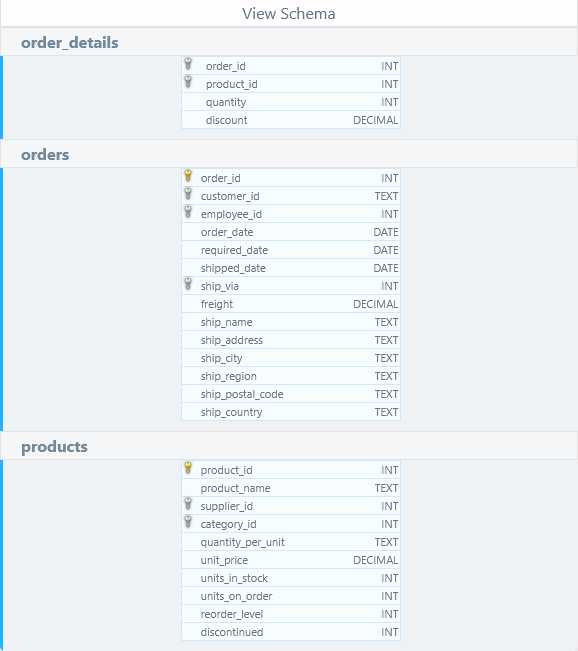 View Schema
order_details
order_id INT
product_id INT
quantity INT
discount DECIMAL
orders
order_id INT
customer_id TEXT
employee_id INT
order_date DATE
required_date DATE
shipped_date DATE
ship_via INT
freight DECIMAL
ship_name TEXT
ship_address TEXT
ship_city TEXT
ship_region TEXT
ship_postal_code TEXT
ship_country TEXT
products
product_id INT
product_name TEXT
supplier_id INT
category_id INT
quantity_per_unit TEXT
unit_price DECIMAL
units_in_stock INT
units_on_order INT
reorder_level INT
discontinued INT